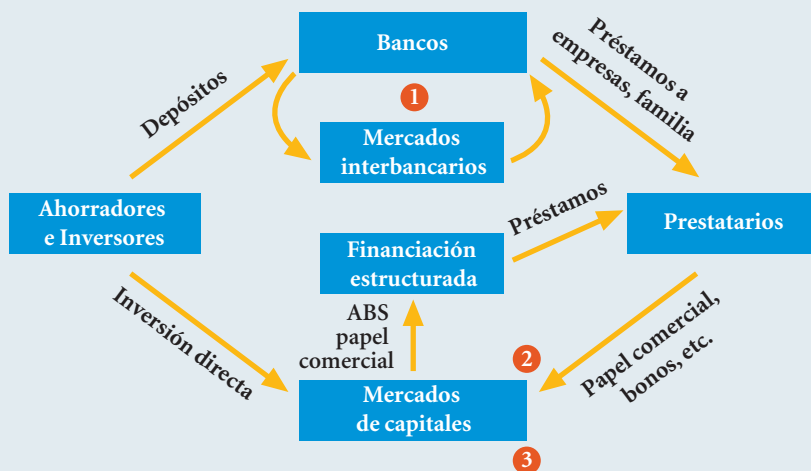 Bancos
Préstamos a
empresas, familia
Depósitos
1
Mercados
interbancarios
Ahorradores
e Inversores
Préstamos
Prestatarios
Financiación
estructurada
Inversión directa
ABS
papel
comercial
2
Papel comercial,
bonos, etc.
Mercados
de capitales
3